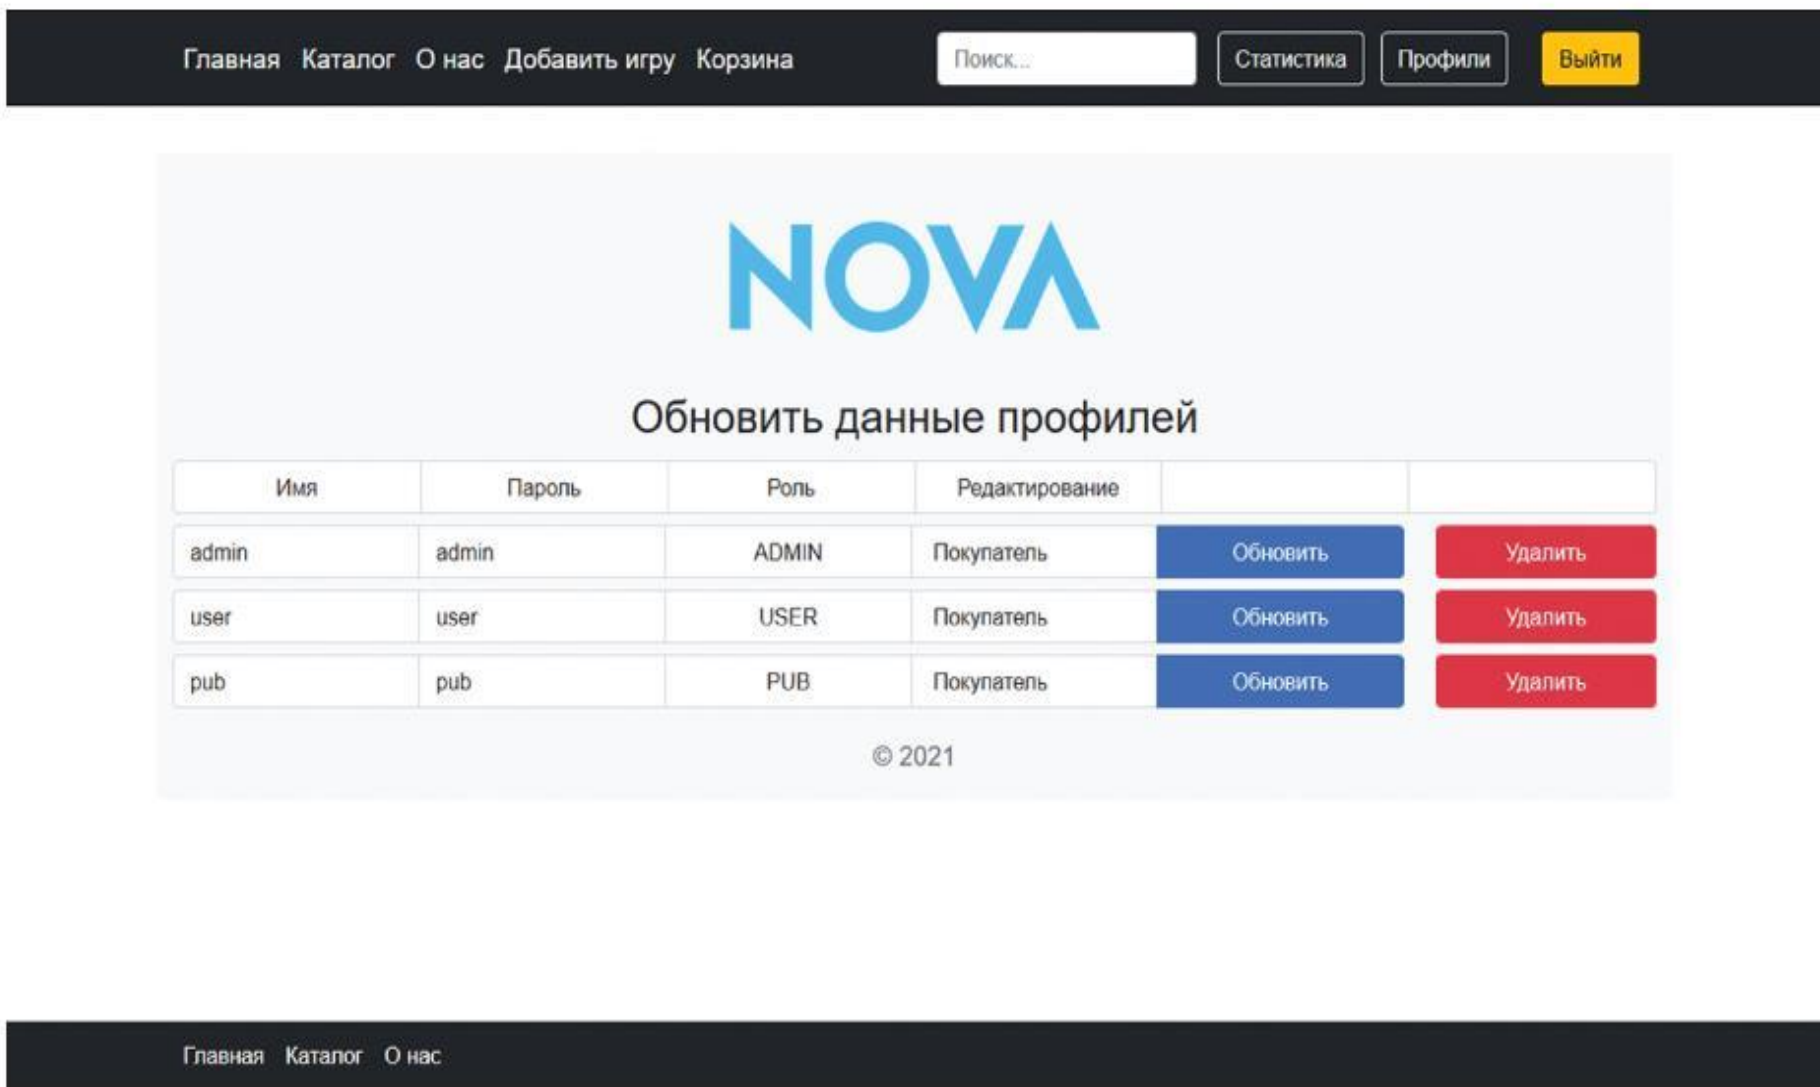 Главная Каталог О нас Добавить игру Корзина Поиск... Статистика Профили Выйти
NOVA
Обновить данные профилей
Имя Пароль Роль Редактирование
admin admin ADMIN Покупатель Обновить Удалить
user user USER Покупатель Обновить Удалить
pub pub PUB Покупатель Обновить Удалить
© 2021
Главная Каталог О нас